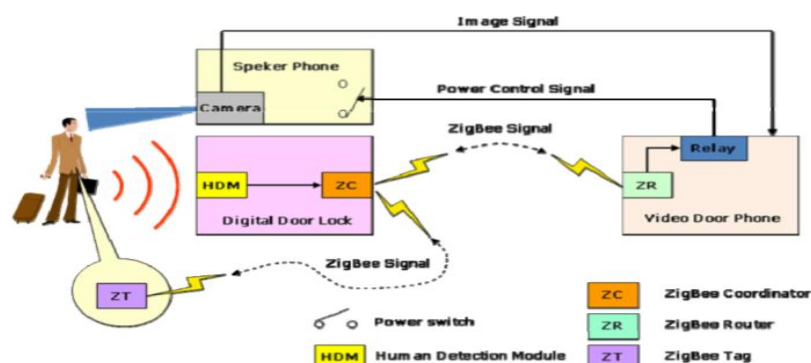 Image Signal
Speker Phone
Camera
Power Control Signal
ZigBee Signal
Relay
HDM
ZC
ZR
Digital Door Lock
Video Door Phone
ZigBee Signal
ZT
ZC ZigBee Coordinator
Power switch
ZR ZigBee Router
HDM Human Detection Module
ZT ZigBee Tag